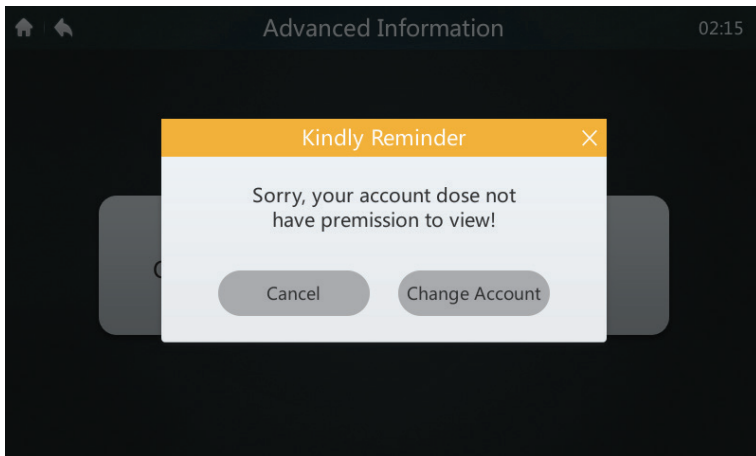 Advanced Information
02:15
Kindly Reminder
Sorry, your account dose not
have premission to view!
Cancel
Change Account